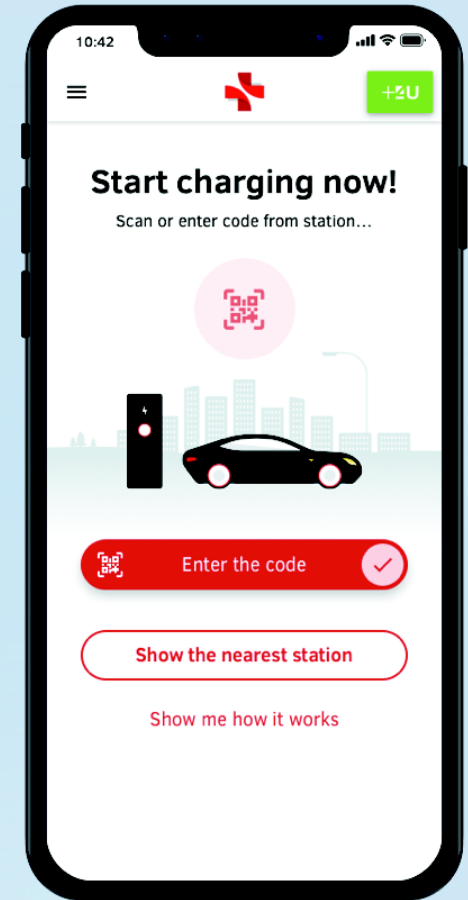 10:42
Start charging now!
Scan or enter code from station...
Enter the code
Show the nearest station
Show me how it works